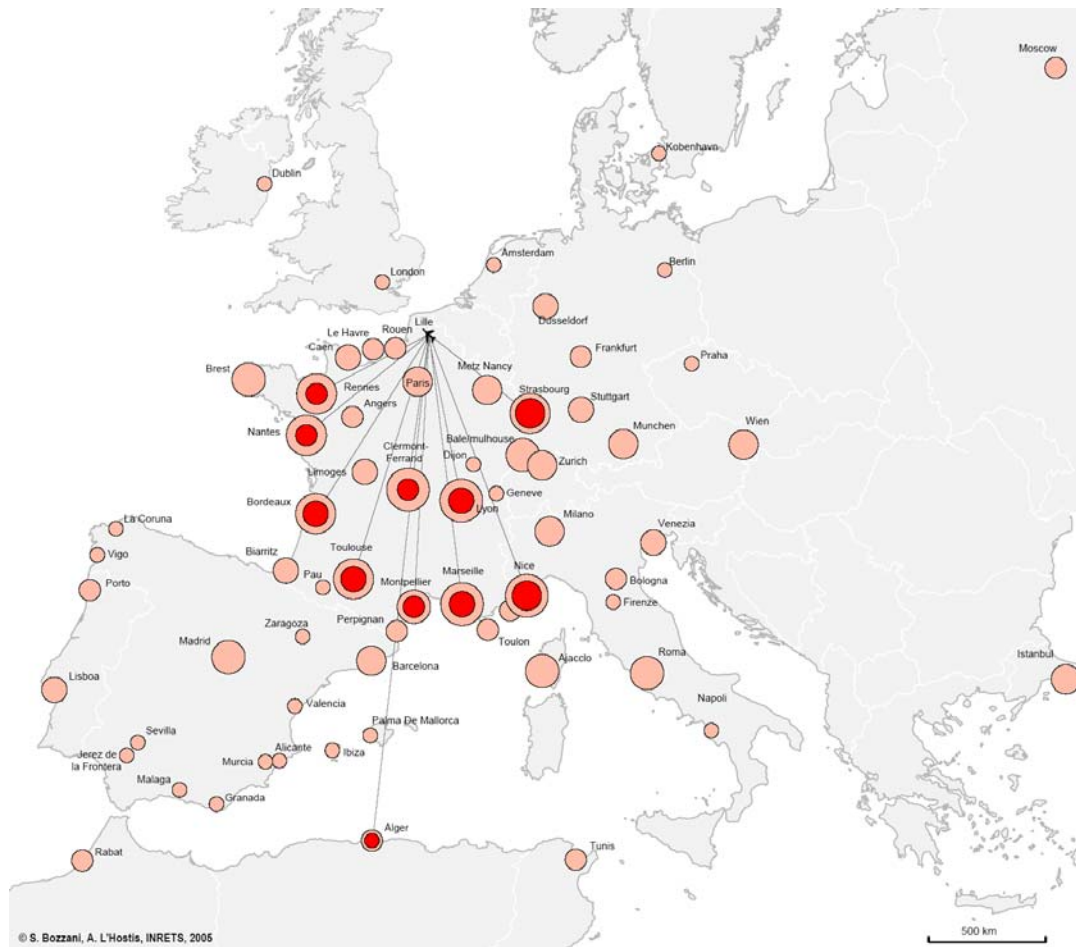 Moscow
Kobenhavn
Dublin
Amsterdam
Berlin
London
Dusseldorf
Lille
Rouen
Le Havre
Caen
Frankfurt
Praha
Brest
Metz Nancy
Paris
Rennes
Strasbourg
Angers
Stuttgart
Nantes
Munchen
Wien
Clermont-
Ferrand
Bale/mulhouse
Dijon
Zurich
Limoges
Geneve
Bordeaux
Lyon
La Coruna
Milano
Venezia
Vigo
Biarritz
Toulouse
Pau
Montpellier
Marseille
Nice
Porto
Bologna
Firenze
Zaragoza
Perpignan
Toulon
Madrid
Barcelona
Ajaccio
Roma
Istanbul
Lisboa
Napoli
Valencia
Palma De Mallorca
Sevilla
Jerez de
la Frontera
Murcia
Alicante
Ibiza
Malaga
Granada
Alger
Rabat
Tunis
© S. Bozzani, A. L'Hostis, INRETS, 2005
500 km